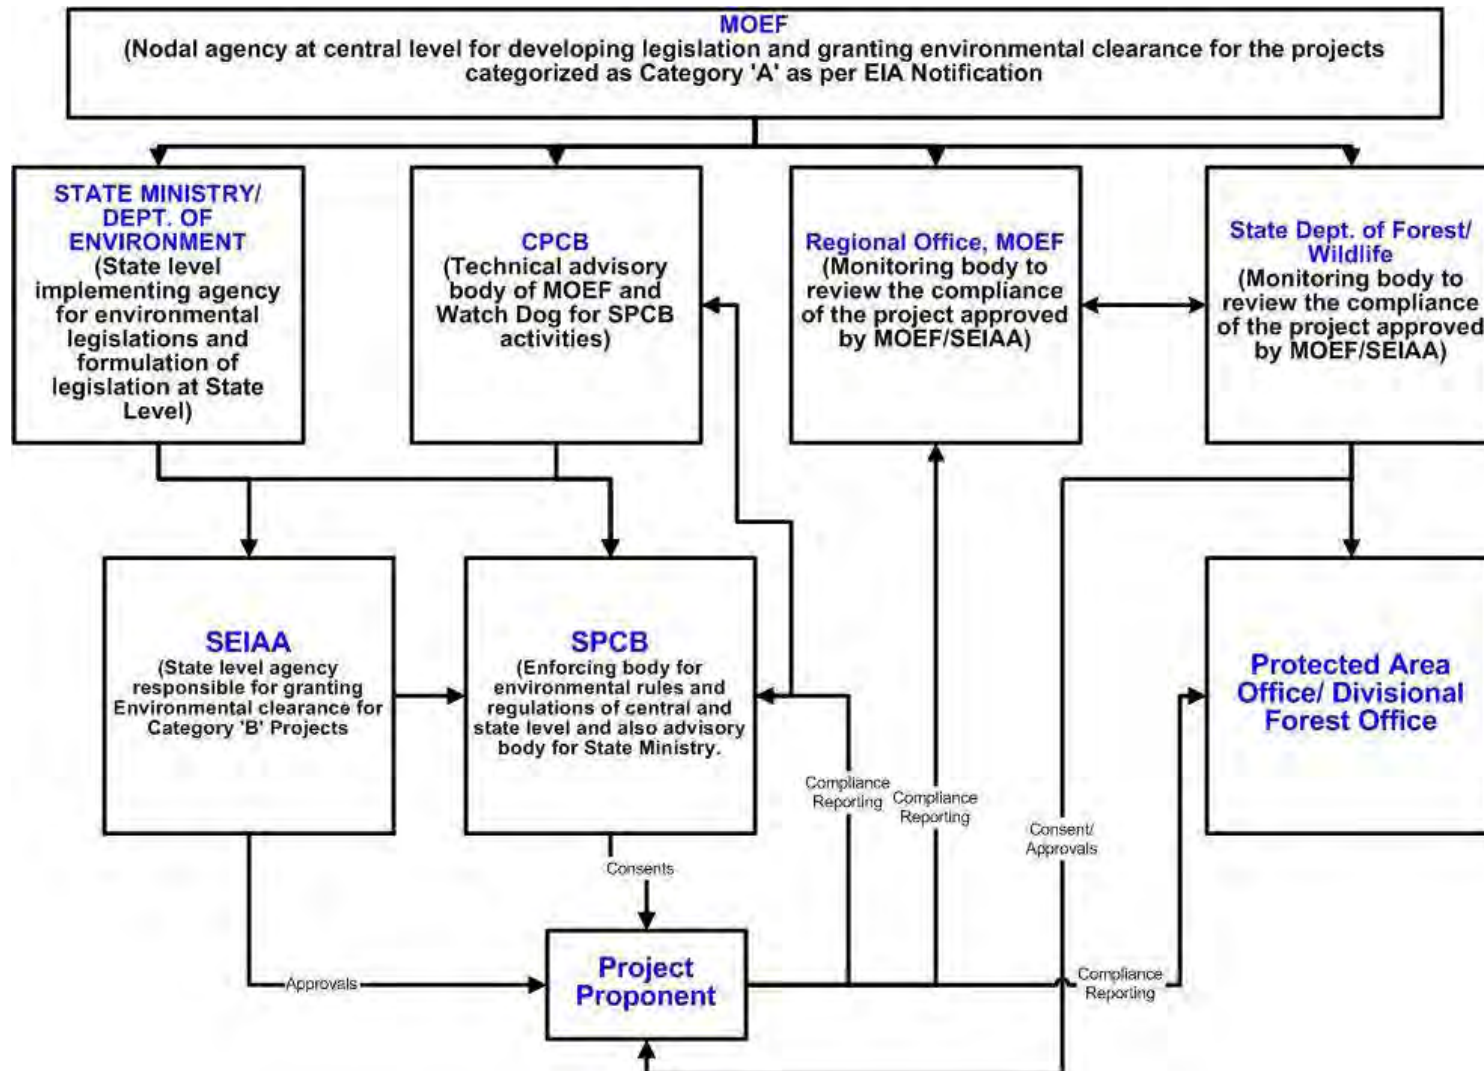 MOEF
(Nodal agency at central level for developing legislation and granting environmental clearance for the projects
categorized as Category 'A' as per EIA Notification
STATE MINISTRY/
DEPT. OF
ENVIRONMENT
(State level
implementing agency
for environmental
legislations and
formulation of
legislation at State
Level)
CPCB
(Technical advisory
body of MOEF and
Watch Dog for SPCB
activities)
Regional Office, MOEF
(Monitoring body to
review the compliance
of the project approved
by MOEF/SEIAA)
State Dept. of Forest/
Wildlife
(Monitoring body to
review the compliance
of the project approved
by MOEF/SEIAA)
SEIAA
(State level agency
responsible for granting
Environmental clearance for
Category 'B' Projects
SPCB
(Enforcing body for
environmental rules and
regulations of central and
state level and also advisory
body for State Ministry.
Protected Area
Office/ Divisional
Forest Office
Compliance
Reporting
Compliance
Reporting
Consent/
Approvals
Consents
Approvals
Project
Proponent
Compliance
Reporting